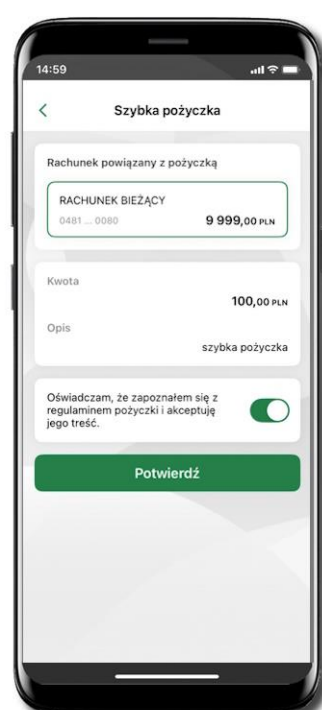 14:59
Szybka pożyczka
Rachunek powiązany z pożyczką
RACHUNEK BIEŻĄCY
0481 ... 0080
9 999,00 PLN
Kwota
100,00 PLN
Opis
szybka pożyczka
Oświadczam, że zapoznałem się z
regulaminem pożyczki i akceptuję
jego treść.
Potwierdź